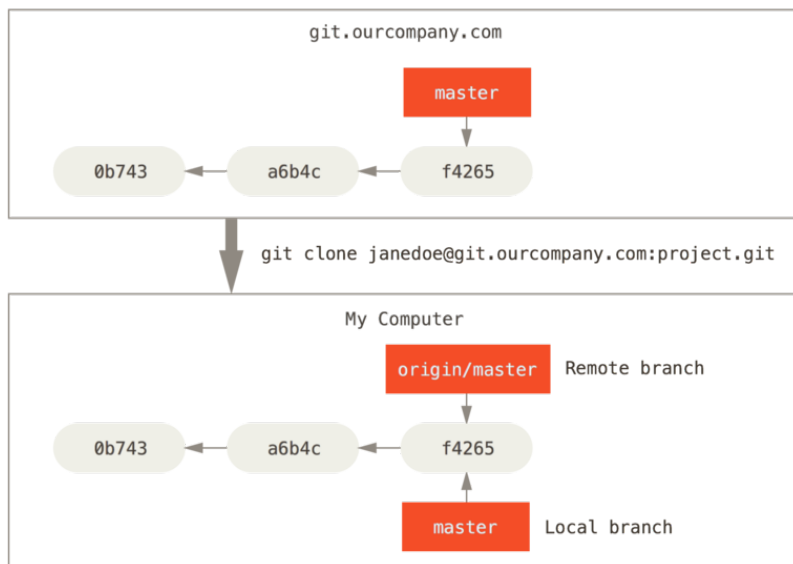 git.ourcompany.com
master
0b743 a6b4c f4265
git clone janedoe@git.ourcompany.com:project.git
My Computer
origin/master Remote branch
0b743 a6b4c f4265
master Local branch